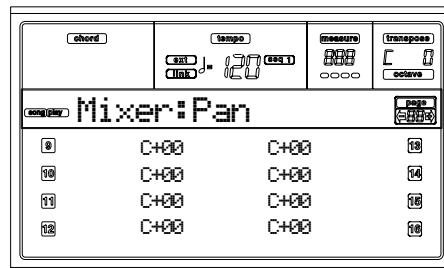 chord tempo measure transpose
ext link ♩= 120 seq 1 888 C 0
octave
song play Mixer:Pan page
9 C+00 C+00 13
10 C+00 C+00 14
11 C+00 C+00 15
12 C+00 C+00 16